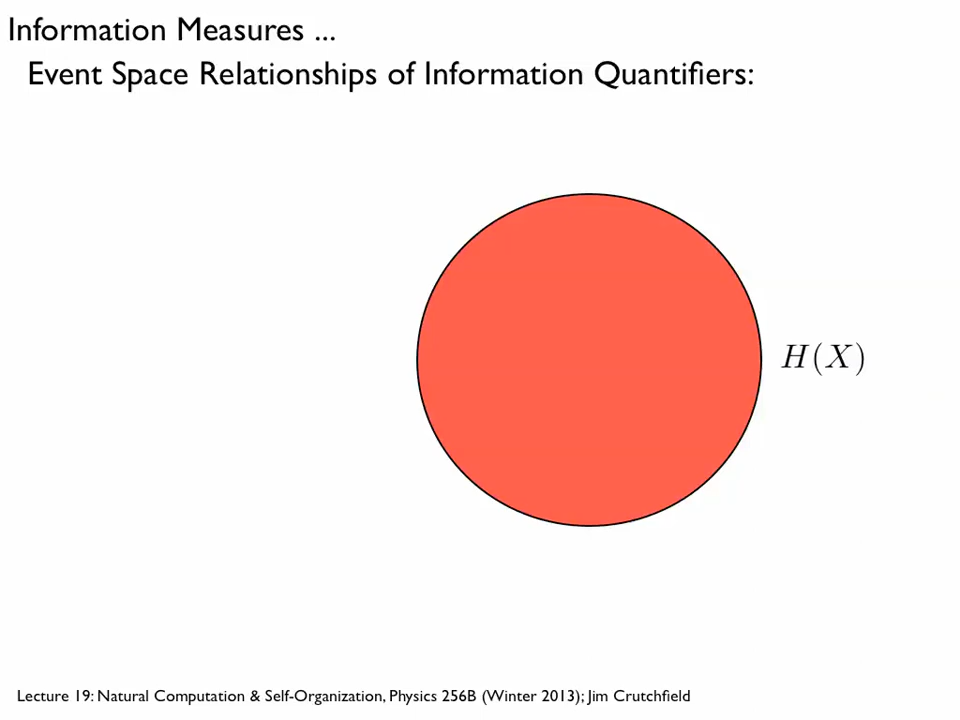 Information Measures ...
Event Space Relationships of Information Quantifiers:
H(X)
Lecture 19: Natural Computation & Self-Organization, Physics 256B (Winter 2013); Jim Crutchfield